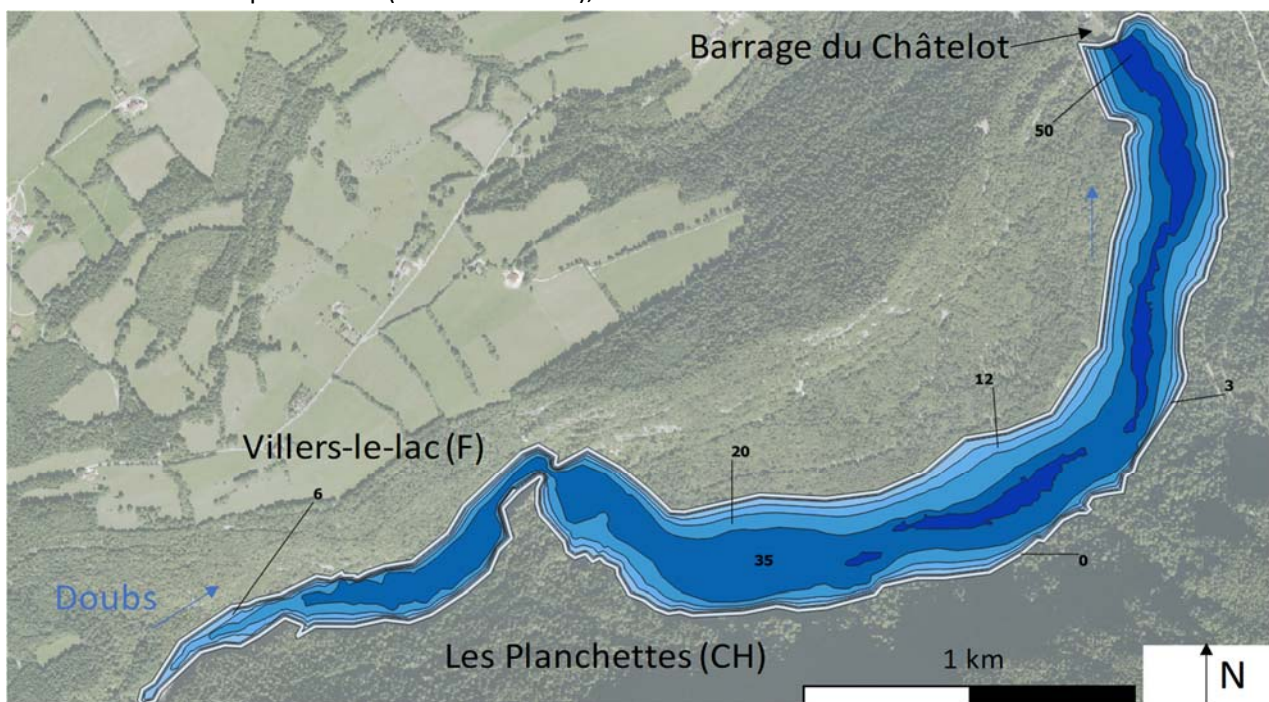 Barrage du Châtelot
50
12
3
Villers-le-lac (F)
20
6
35
0
Doubs
Les Planchettes (CH)
1 km
N